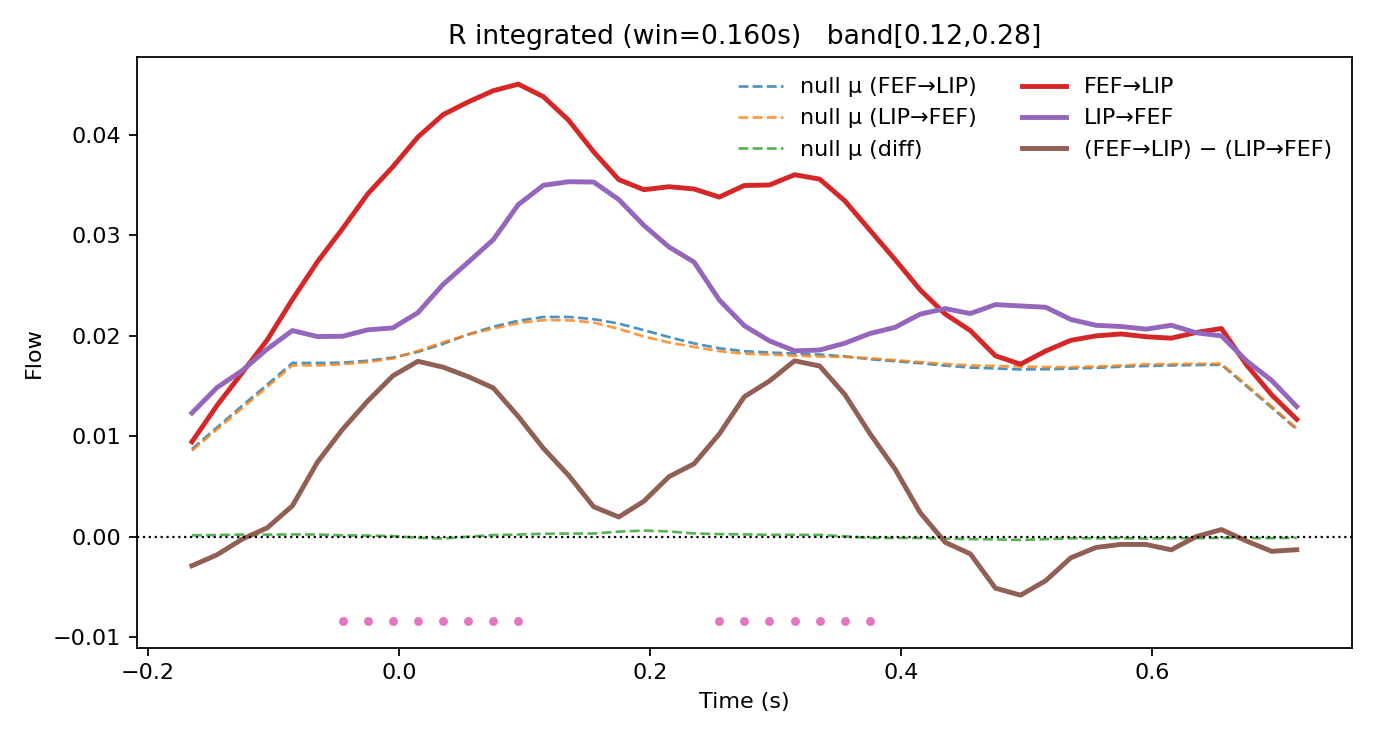 R integrated (win=0.160s)   band[0.12,0.28]
null μ (FEF→LIP)
null μ (LIP→FEF)
null μ (diff)
FEF→LIP
LIP→FEF
(FEF→LIP) − (LIP→FEF)
Flow
0.04
0.03
0.02
0.01
0.00
−0.01
−0.2
0.0
0.2
0.4
0.6
Time (s)